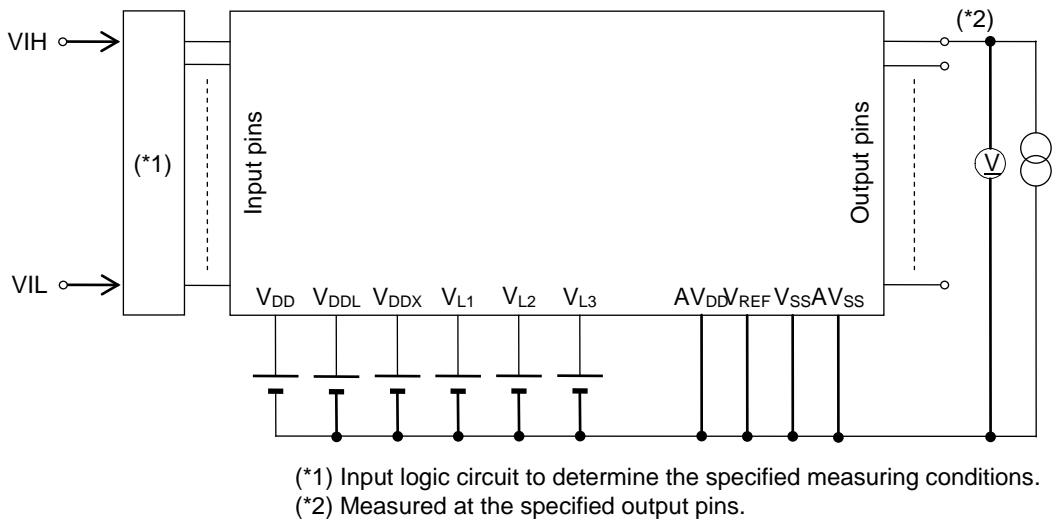 (*2)
VIH
(*1)
Input pins
Output pins
V
VIL
VDD VDDL VDDX VL1 VL2 VL3 AVDD VREF VSS AVSS
(*1) Input logic circuit to determine the specified measuring conditions.
(*2) Measured at the specified output pins.